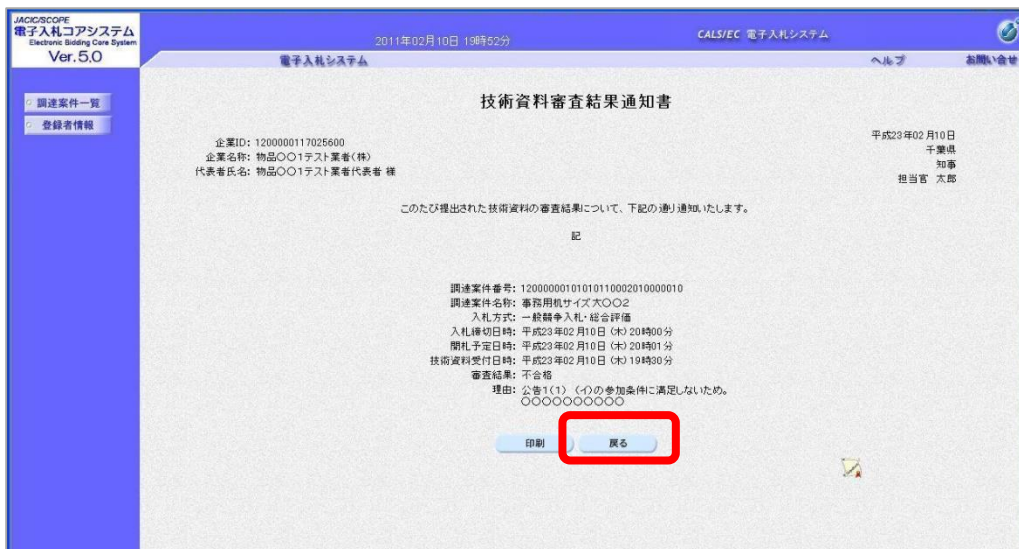 JACIC/SCOPE
電子入札コアシステム
Electronic Bidding Core System
Ver.5.0
2011年02月10日 19時52分
CALS/EC 電子入札システム
電子入札システム
ヘルプ
お問い合せ
調達案件一覧
登録者情報
技術資料審査結果通知書
平成23年02月10日
千葉県
知事
担当官 太郎
企業ID: 1200000117025600
企業名称: 物品〇〇1テスト業者(株)
代表者氏名: 物品〇〇1テスト業者代表者 様
このたび提出された技術資料の審査結果について、下記の通り通知いたします。
記
調達案件番号: 1200000010101011000201000010
調達案件名称: 事務用机サイズ大〇〇2
入札方式: 一般競争入札・総合評価
入札締切日時: 平成23年02月10日 (木) 20時00分
開札予定日時: 平成23年02月10日 (木) 20時01分
技術資料受付日時: 平成23年02月10日 (木) 19時30分
審査結果: 不合格
理由: 公告1(1) (イ)の参加条件に満足しないため。
〇〇〇〇〇〇〇〇〇〇
印刷
戻る